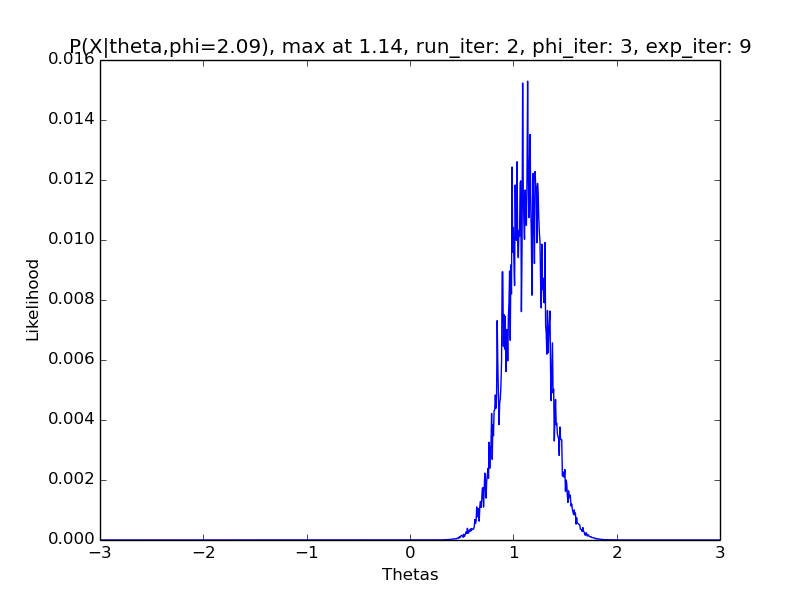 P(X|theta,phi=2.09), max at 1.14, run_iter: 2, phi_iter: 3, exp_iter: 9
0.016
0.014
0.012
0.010
0.008
0.006
0.004
0.002
0.000
Likelihood
−3 −2 −1 0 1 2 3
Thetas